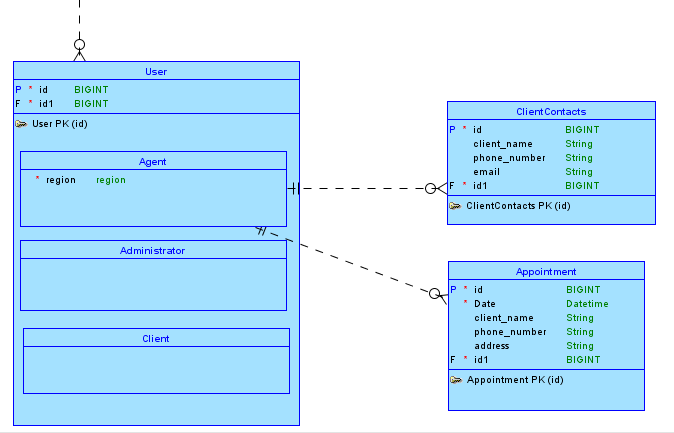 User
P * id BIGINT
F * id1 BIGINT
User PK (id)
Agent
* region region
Administrator
Client
ClientContacts
P * id BIGINT
client_name String
phone_number String
email String
F * id1 BIGINT
ClientContacts PK (id)
Appointment
P * id BIGINT
* Date Datetime
client_name String
phone_number String
address String
F * id1 BIGINT
Appointment PK (id)